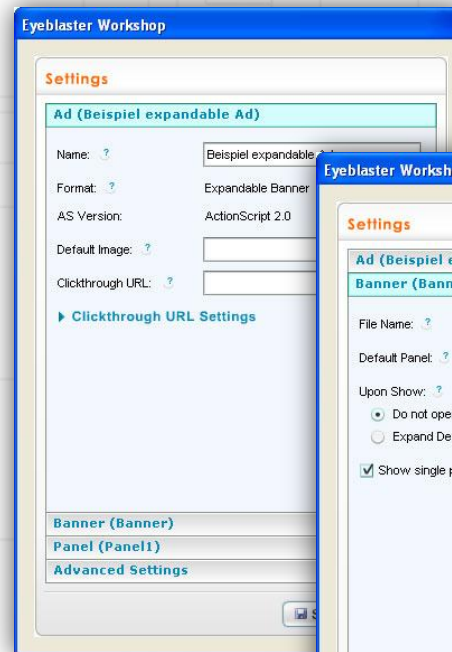 Eyeblaster Workshop
Settings
Ad (Beispiel expandable Ad)
Name: ? Beispiel expandable
Format: ? Expandable Banner
AS Version: ActionScript 2.0
Default Image: ?
Clickthrough URL: ?
Clickthrough URL Settings
Banner (Banner)
Panel (Panel1)
Advanced Settings
Eyeblaster Worksh
Settings
Ad (Beispiel e
Banner (Bann
File Name: ?
Default Panel: ?
Upon Show: ?
Do not ope
Expand De
Show single p